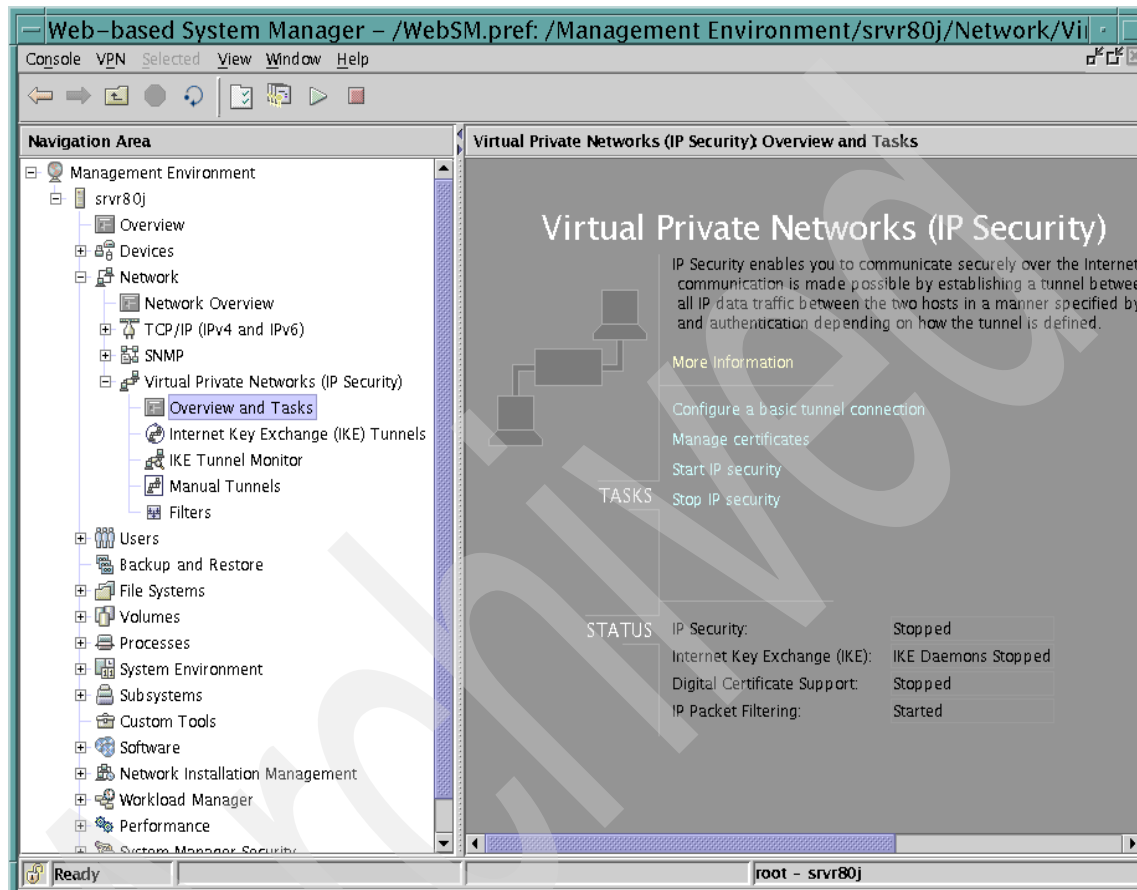 Web-based System Manager - /WebSM.pref: /Management Environment/srvr80j/Network/Vi
Console VPN Selected View Window Help
Navigation Area
Management Environment
srvr80j
Overview
Devices
Network
Network Overview
TCP/IP (IPv4 and IPv6)
SNMP
Virtual Private Networks (IP Security)
Overview and Tasks
Internet Key Exchange (IKE) Tunnels
IKE Tunnel Monitor
Manual Tunnels
Filters
Users
Backup and Restore
File Systems
Volumes
Processes
System Environment
Subsystems
Custom Tools
Software
Network Installation Management
Workload Manager
Performance
System Manager Security
Virtual Private Networks (IP Security): Overview and Tasks
Virtual Private Networks (IP Security)
IP Security enables you to communicate securely over the Internet
communication is made possible by establishing a tunnel betwee
all IP data traffic between the two hosts in a manner specified by
and authentication depending on how the tunnel is defined.
More Information
Configure a basic tunnel connection
Manage certificates
Start IP security
TASKS Stop IP security
STATUS IP Security: Stopped
Internet Key Exchange (IKE): IKE Daemons Stopped
Digital Certificate Support: Stopped
IP Packet Filtering: Started
Ready
root - srvr80j
chived